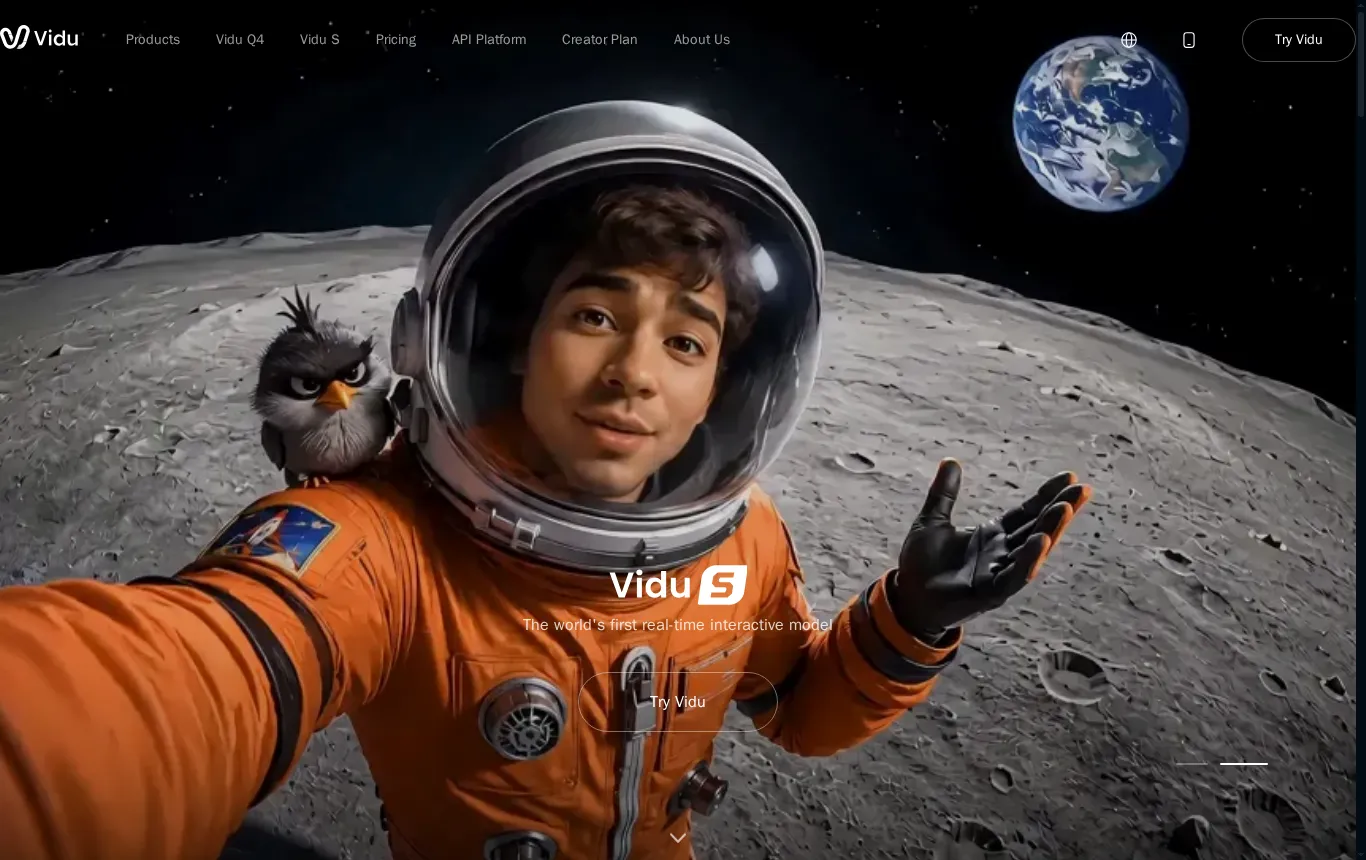 Vidu
Products
Vidu Q4
Vidu S
Pricing
API Platform
Creator Plan
About Us
Try Vidu
Vidu S
The world's first real-time interactive model
Try Vidu